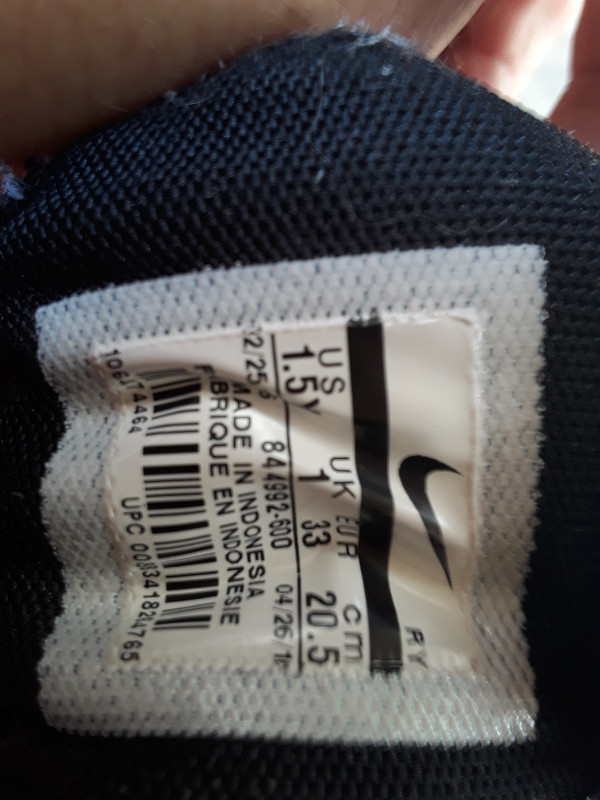 RY
US UK EUR cm
1.5Y 1 33 20.5
844992-600
MADE IN INDONESIA
FABRIQUE EN INDONESIE
UPC